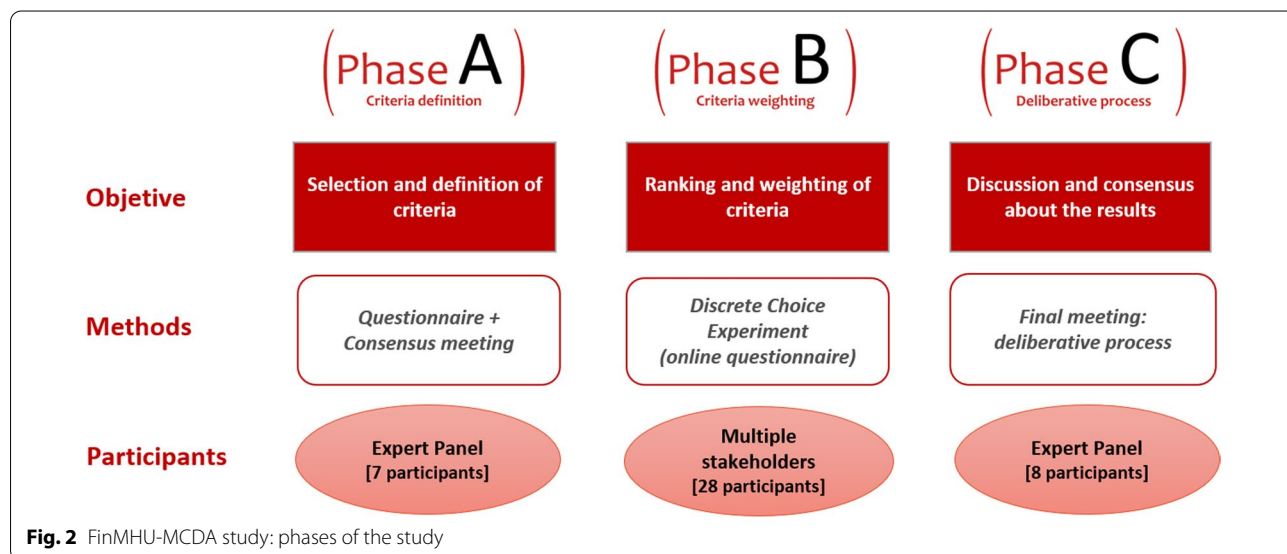 (Phase A)
Criteria definition
(Phase B)
Criteria weighting
(Phase C)
Deliberative process
Objetive
Selection and definition of
criteria
Ranking and weighting of
criteria
Discussion and consensus
about the results
Methods
Questionnaire +
Consensus meeting
Discrete Choice
Experiment
(online questionnaire)
Final meeting:
deliberative process
Participants
Expert Panel
[7 participants]
Multiple
stakeholders
[28 participants]
Expert Panel
[8 participants]
Fig. 2 FinMHU-MCDA study: phases of the study